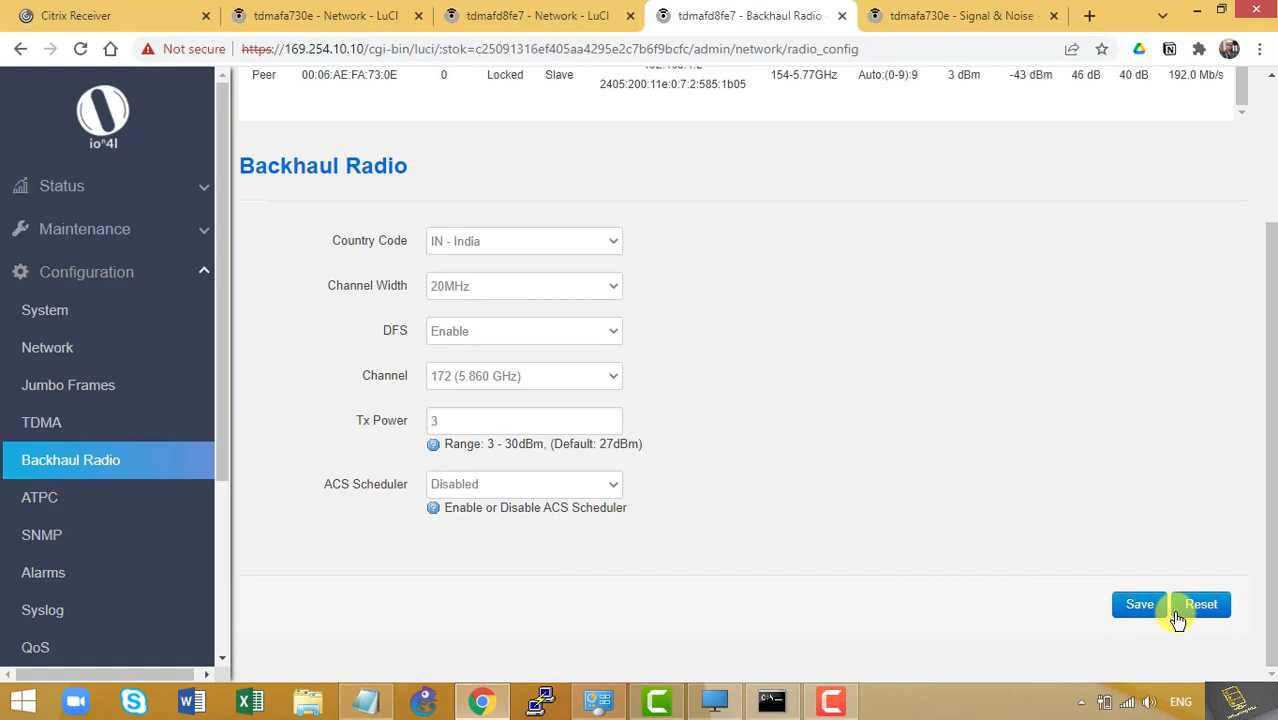 Citrix Receiver
tdmafa730e - Network - LuCI
tdmafd8fe7 - Network - LuCI
tdmafd8fe7 - Backhaul Radio -
tdmafa730e - Signal & Noise -
Not secure
https://169.254.10.10/cgi-bin/luci/;stok=c25091316ef405aa4295e2c7b6f9bcfc/admin/network/radio_config
Peer 00:06:AE:FA:73:0E 0 Locked Slave 154-5.77GHz Auto:(0-9):9 3 dBm -43 dBm 46 dB 40 dB 192.0 Mb/s
2405:200:11e:0:7:2:585:1b05
io n4l
Status
Maintenance
Configuration
System
Network
Jumbo Frames
TDMA
Backhaul Radio
ATPC
SNMP
Alarms
Syslog
QoS
Backhaul Radio
Country Code IN - India
Channel Width 20MHz
DFS Enable
Channel 172 (5.860 GHz)
Tx Power 3
Range: 3 - 30dBm, (Default: 27dBm)
ACS Scheduler Disabled
Enable or Disable ACS Scheduler
Save Reset
ENG